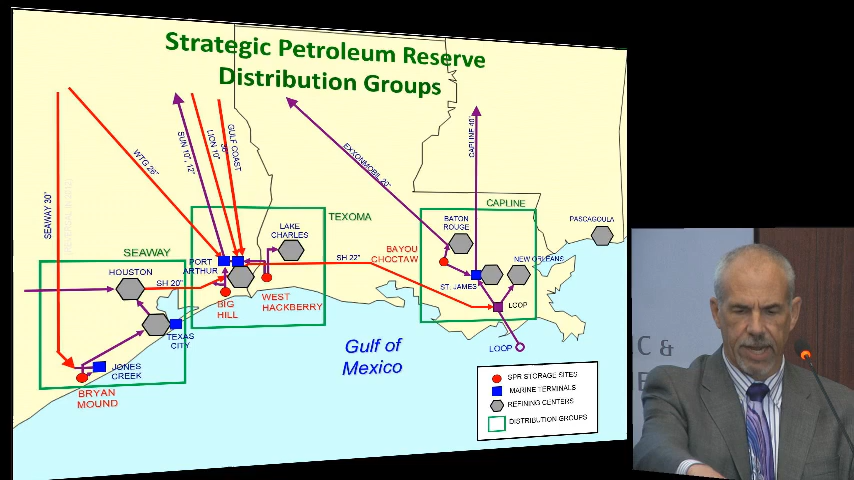 Strategic Petroleum Reserve
Distribution Groups
SEAWAY 30"
WTG 26"
SUN 10", 12"
LION 10"
GULF COAST
EXXONMOBIL 20"
CAPLINE 40"
SEAWAY
HOUSTON
SH 20"
TEXAS
CITY
JONES
CREEK
BRYAN
MOUND
TEXOMA
LAKE
CHARLES
PORT
ARTHUR
BIG
HILL
WEST
HACKBERRY
SH 22"
CAPLINE
BATON
ROUGE
BAYOU
CHOCTAW
ST. JAMES
NEW ORLEANS
LOOP
LOOP
PASCAGOULA
Gulf of
Mexico
SPR STORAGE SITES
MARINE TERMINALS
REFINING CENTERS
DISTRIBUTION GROUPS
C &